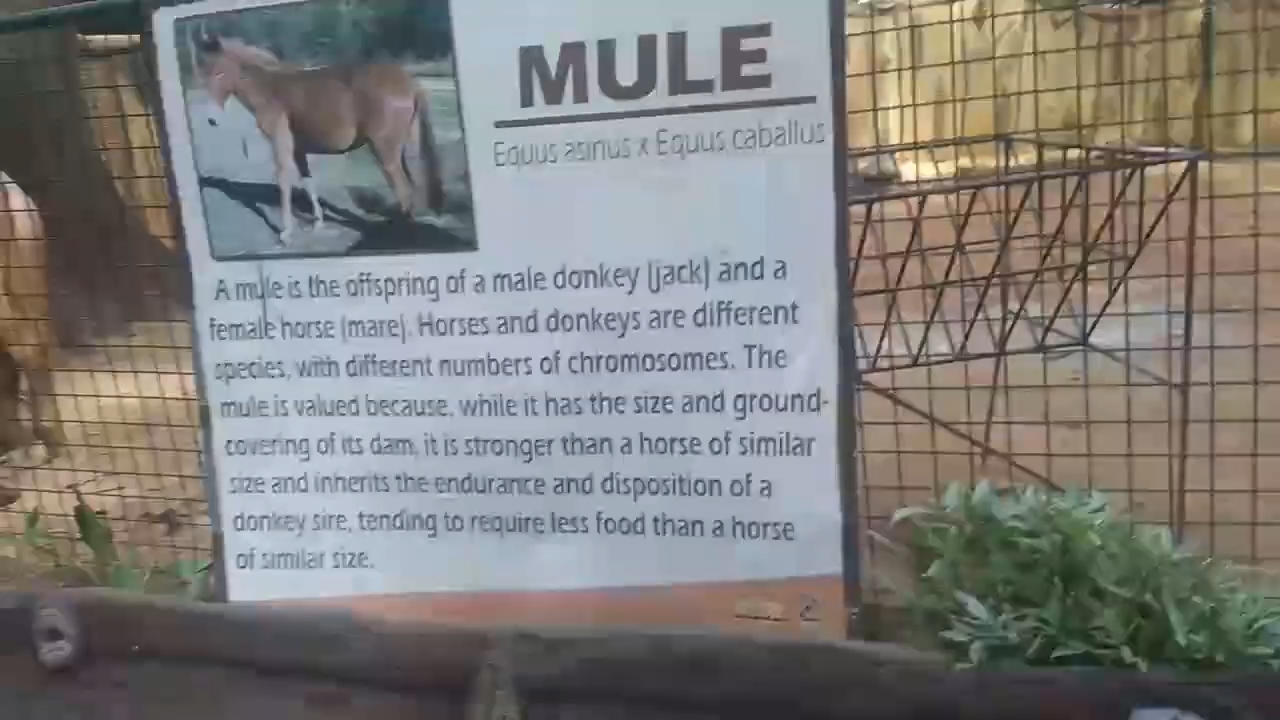 MULE
Equus asinus x Equus caballus
A mule is the offspring of a male donkey (jack) and a
female horse (mare). Horses and donkeys are different
species, with different numbers of chromosomes. The
mule is valued because, while it has the size and ground-
covering of its dam, it is stronger than a horse of similar
size and inherits the endurance and disposition of a
donkey sire, tending to require less food than a horse
of similar size.